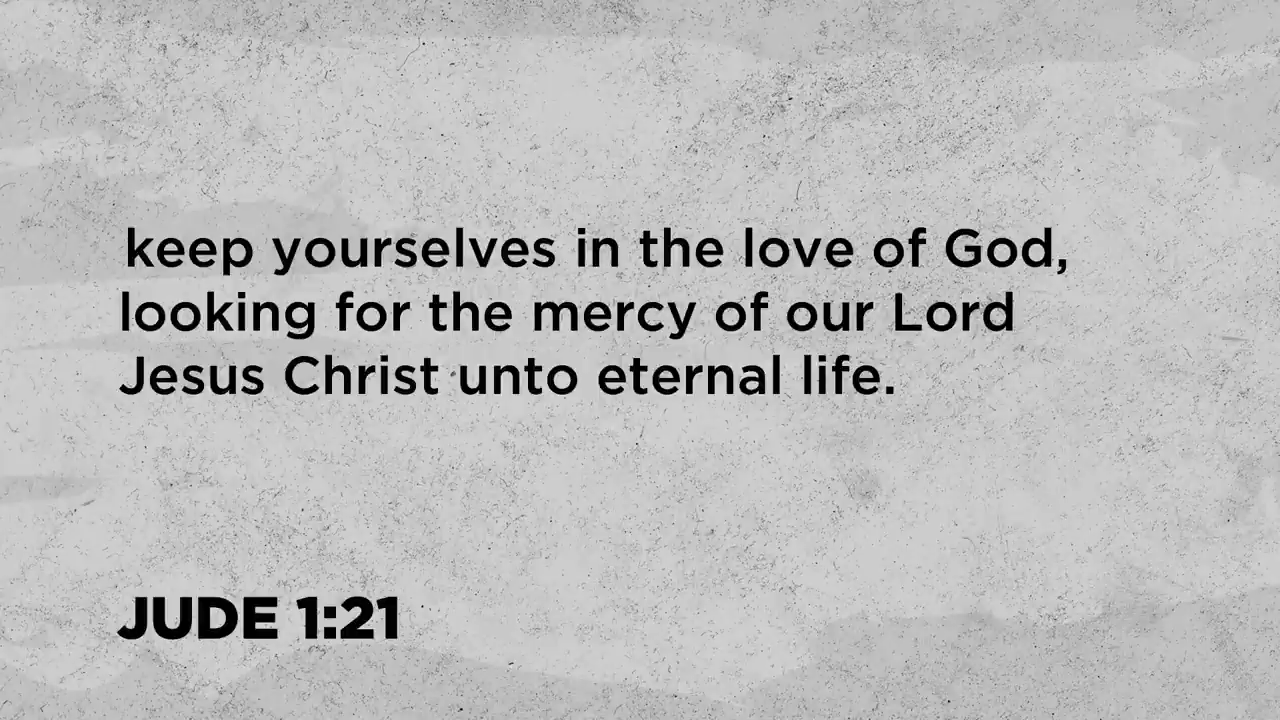 keep yourselves in the love of God,
looking for the mercy of our Lord
Jesus Christ unto eternal life.
JUDE 1:21